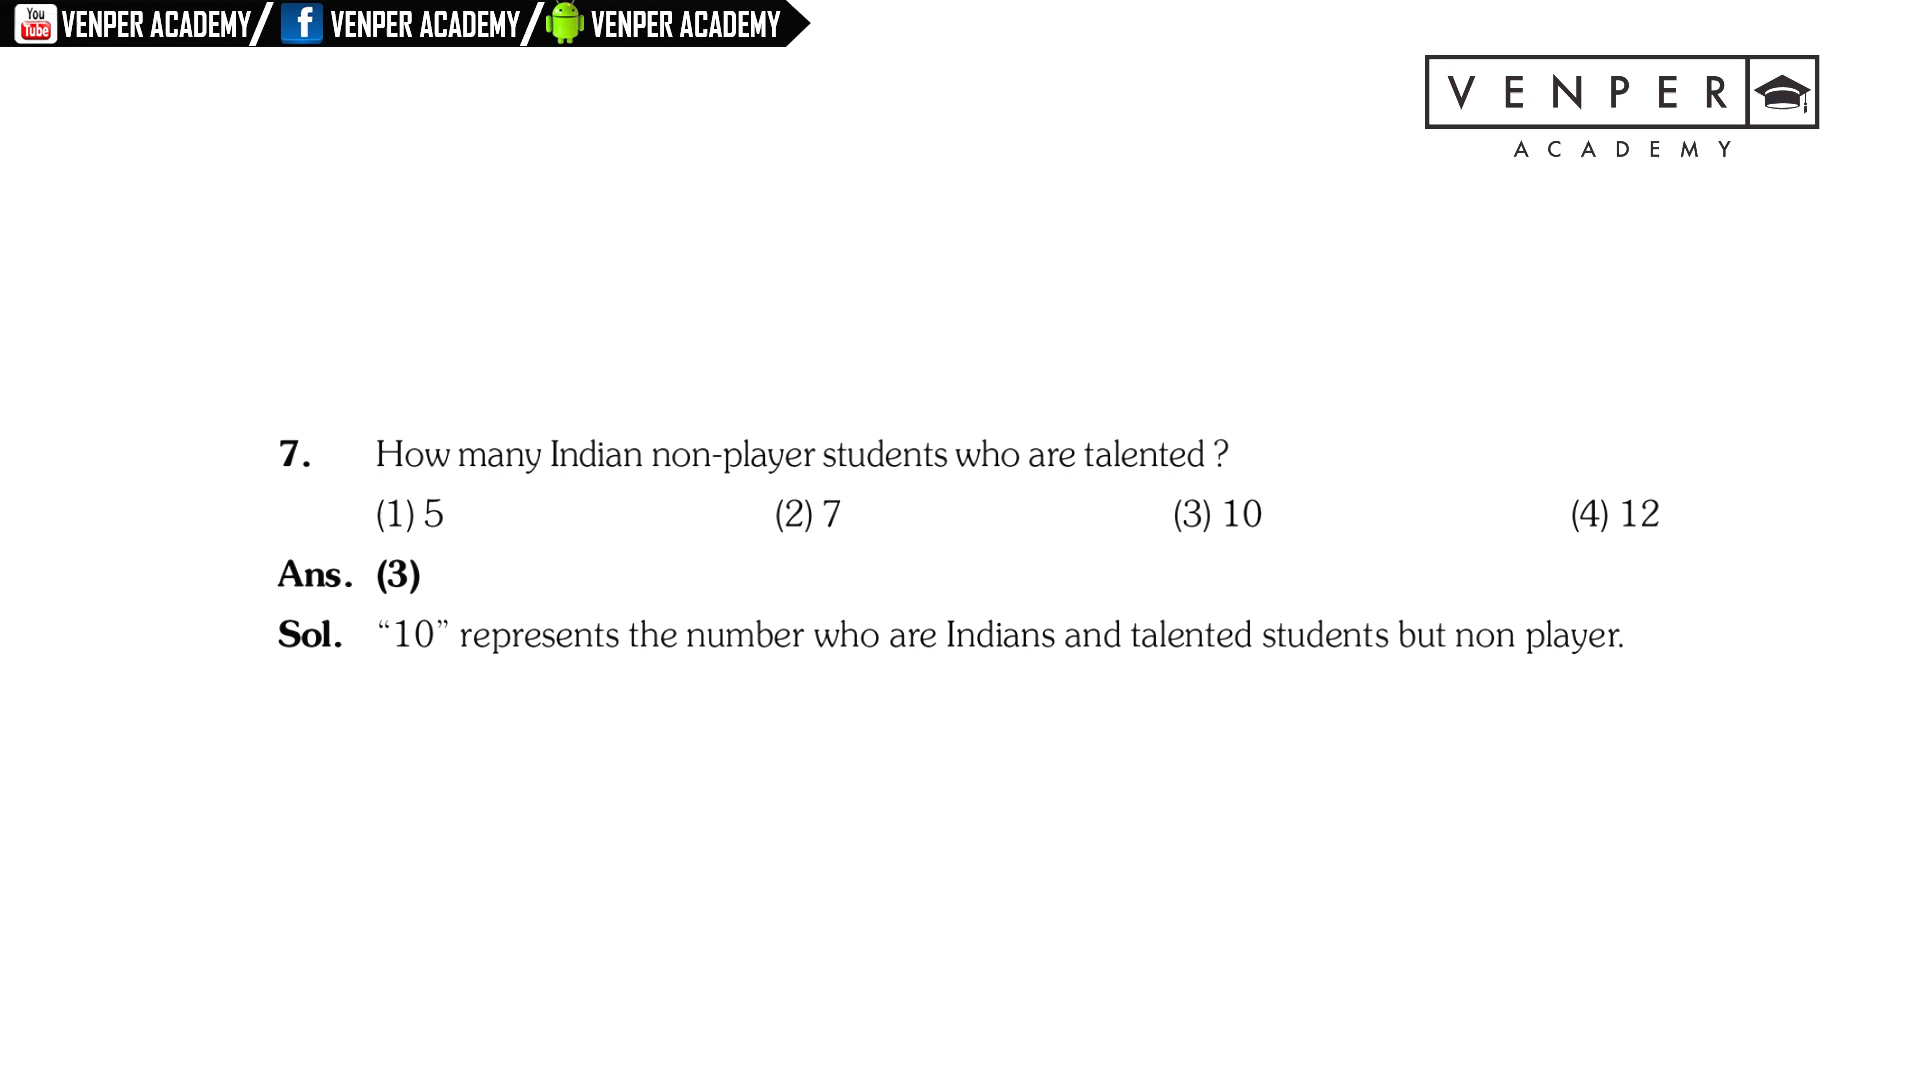 You Tube VENPER ACADEMY / f VENPER ACADEMY / VENPER ACADEMY
VENPER
ACADEMY
7. How many Indian non-player students who are talented ?
(1) 5 (2) 7 (3) 10 (4) 12
Ans. (3)
Sol. “10” represents the number who are Indians and talented students but non player.